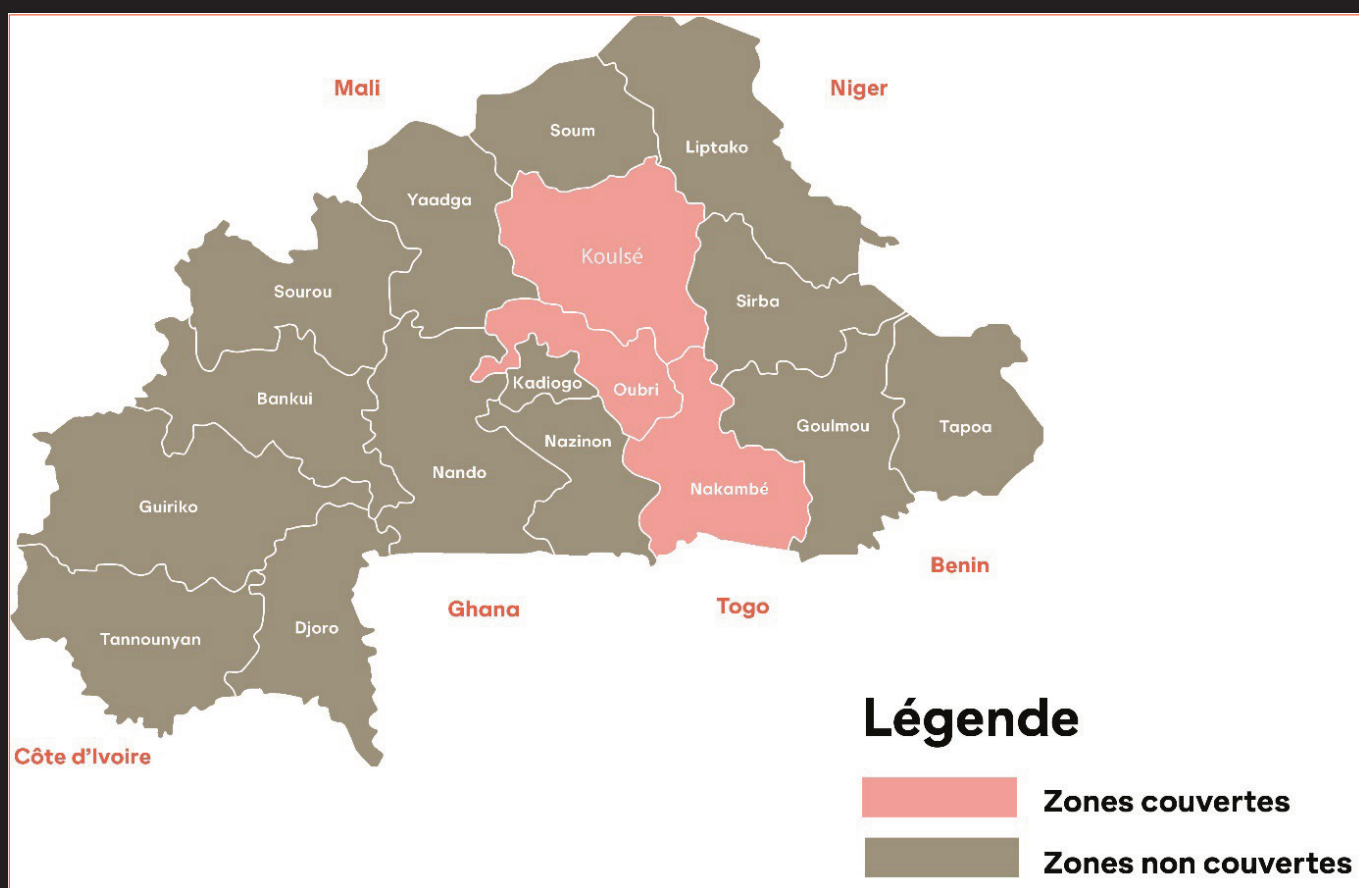 Mali
Niger
Soum
Liptako
Yaadga
Koulsé
Sourou
Sirba
Kadiogo
Oubri
Bankui
Goulmou
Tapoa
Nazinon
Nando
Nakambé
Guiriko
Benin
Ghana
Togo
Djoro
Tannounyan
Côte d'Ivoire
Légende
Zones couvertes
Zones non couvertes